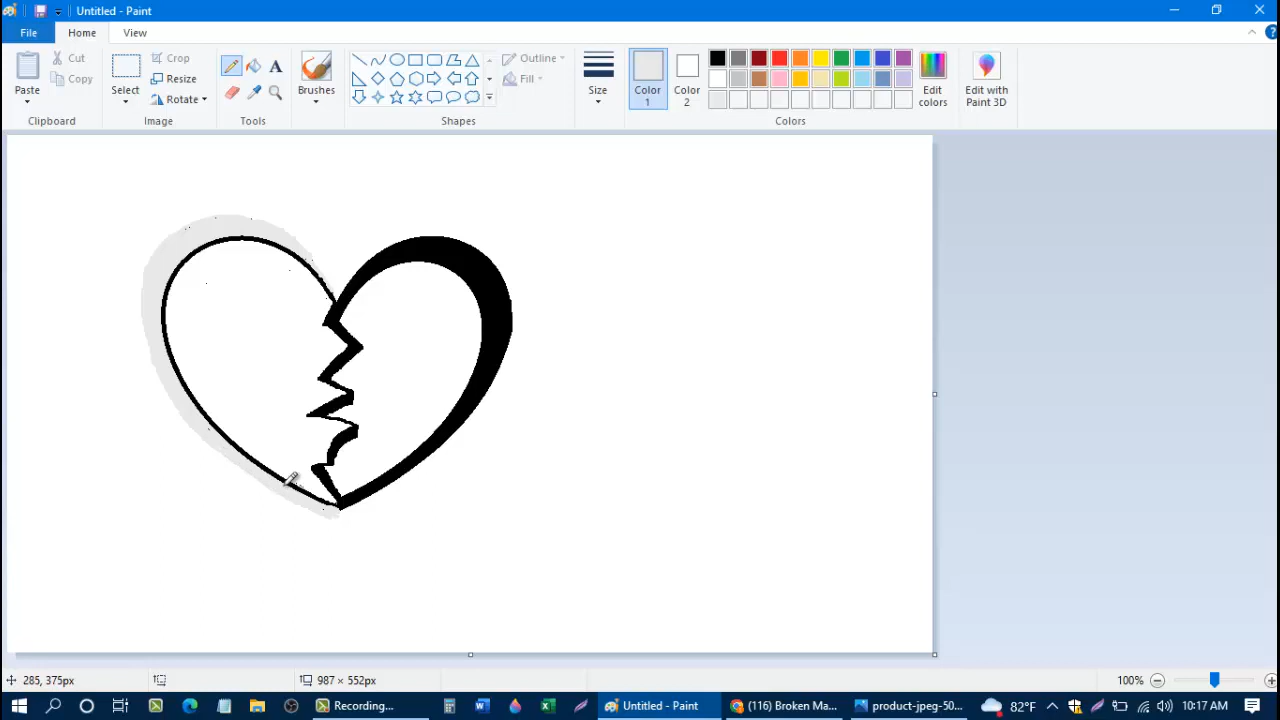 Untitled - Paint
File
Home
View
Paste
Cut
Copy
Clipboard
Select
Crop
Resize
Rotate
Image
A
Tools
Brushes
Outline
Fill
Shapes
Size
Color
1
Color
2
Edit
colors
Colors
Edit with
Paint 3D
285, 375px
987 × 552px
100%
Recording...
Untitled - Paint
(116) Broken Ma...
product-jpeg-50...
82°F
10:17 AM